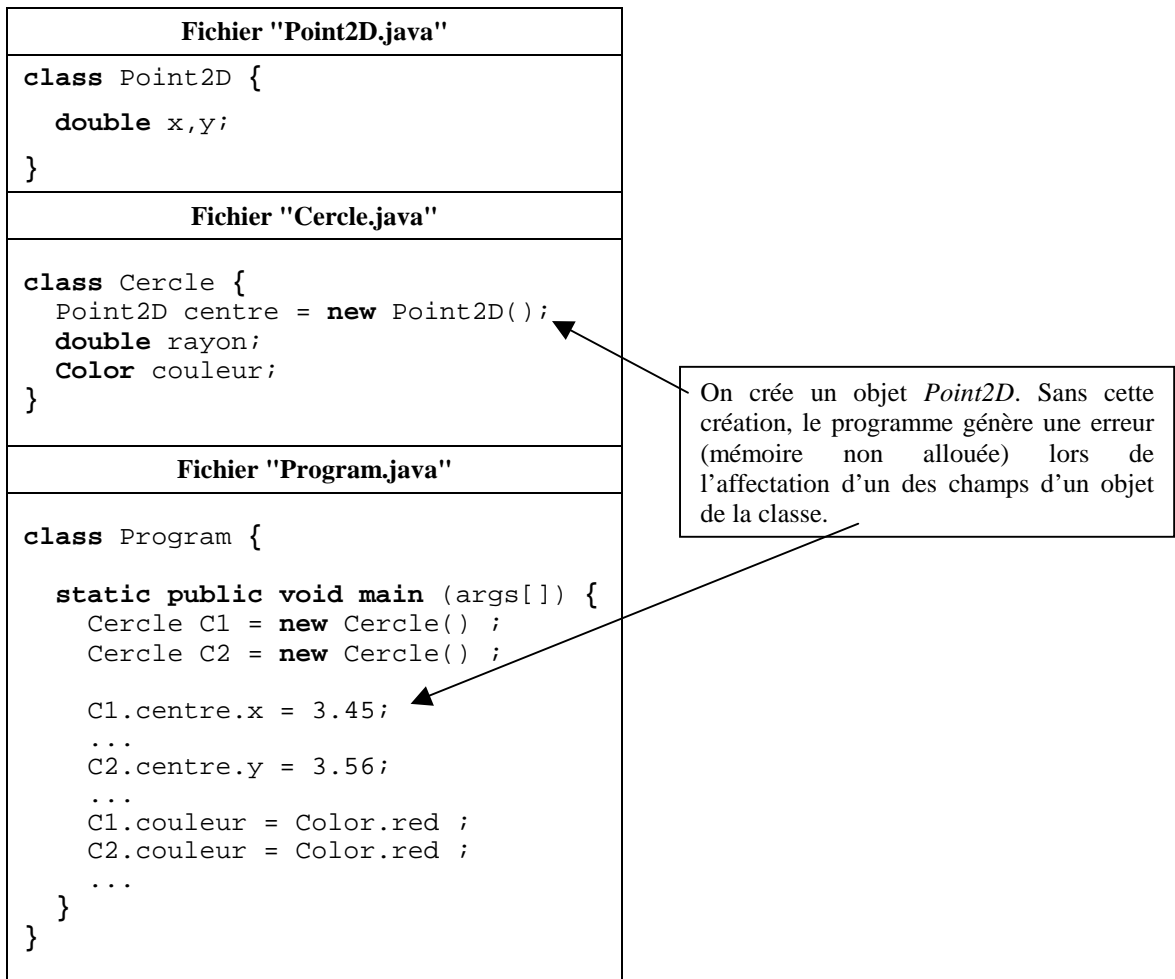 Fichier "Point2D.java"
class Point2D {
double x,y;
}
Fichier "Cercle.java"
class Cercle {
Point2D centre = new Point2D();
double rayon;
Color couleur;
}
Fichier "Program.java"
class Program {
static public void main (args[]) {
Cercle C1 = new Cercle() ;
Cercle C2 = new Cercle() ;
C1.centre.x = 3.45;
...
C2.centre.y = 3.56;
...
C1.couleur = Color.red ;
C2.couleur = Color.red ;
...
}
}
On crée un objet Point2D. Sans cette
création, le programme génère une erreur
(mémoire non allouée) lors de
l'affectation d'un des champs d'un objet
de la classe.